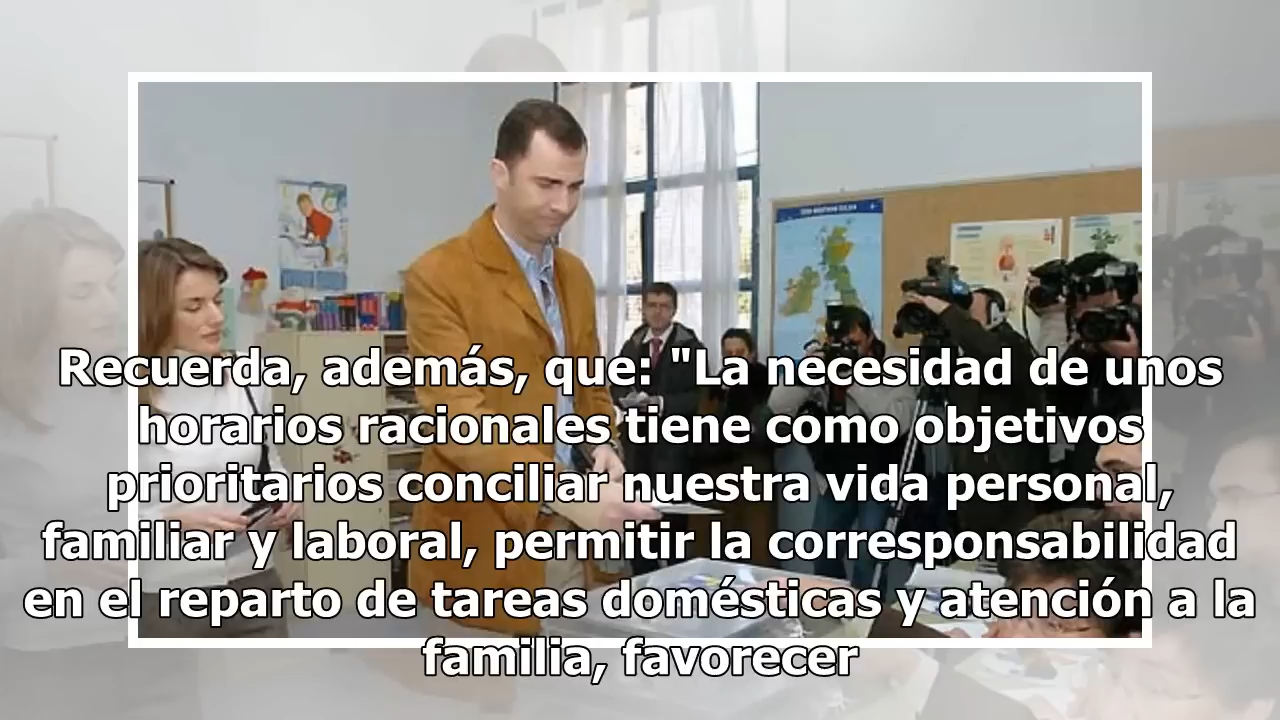 Recuerda, además, que: "La necesidad de unos
horarios racionales tiene como objetivos
prioritarios conciliar nuestra vida personal,
familiar y laboral, permitir la corresponsabilidad
en el reparto de tareas domésticas y atención a la
familia, favorecer